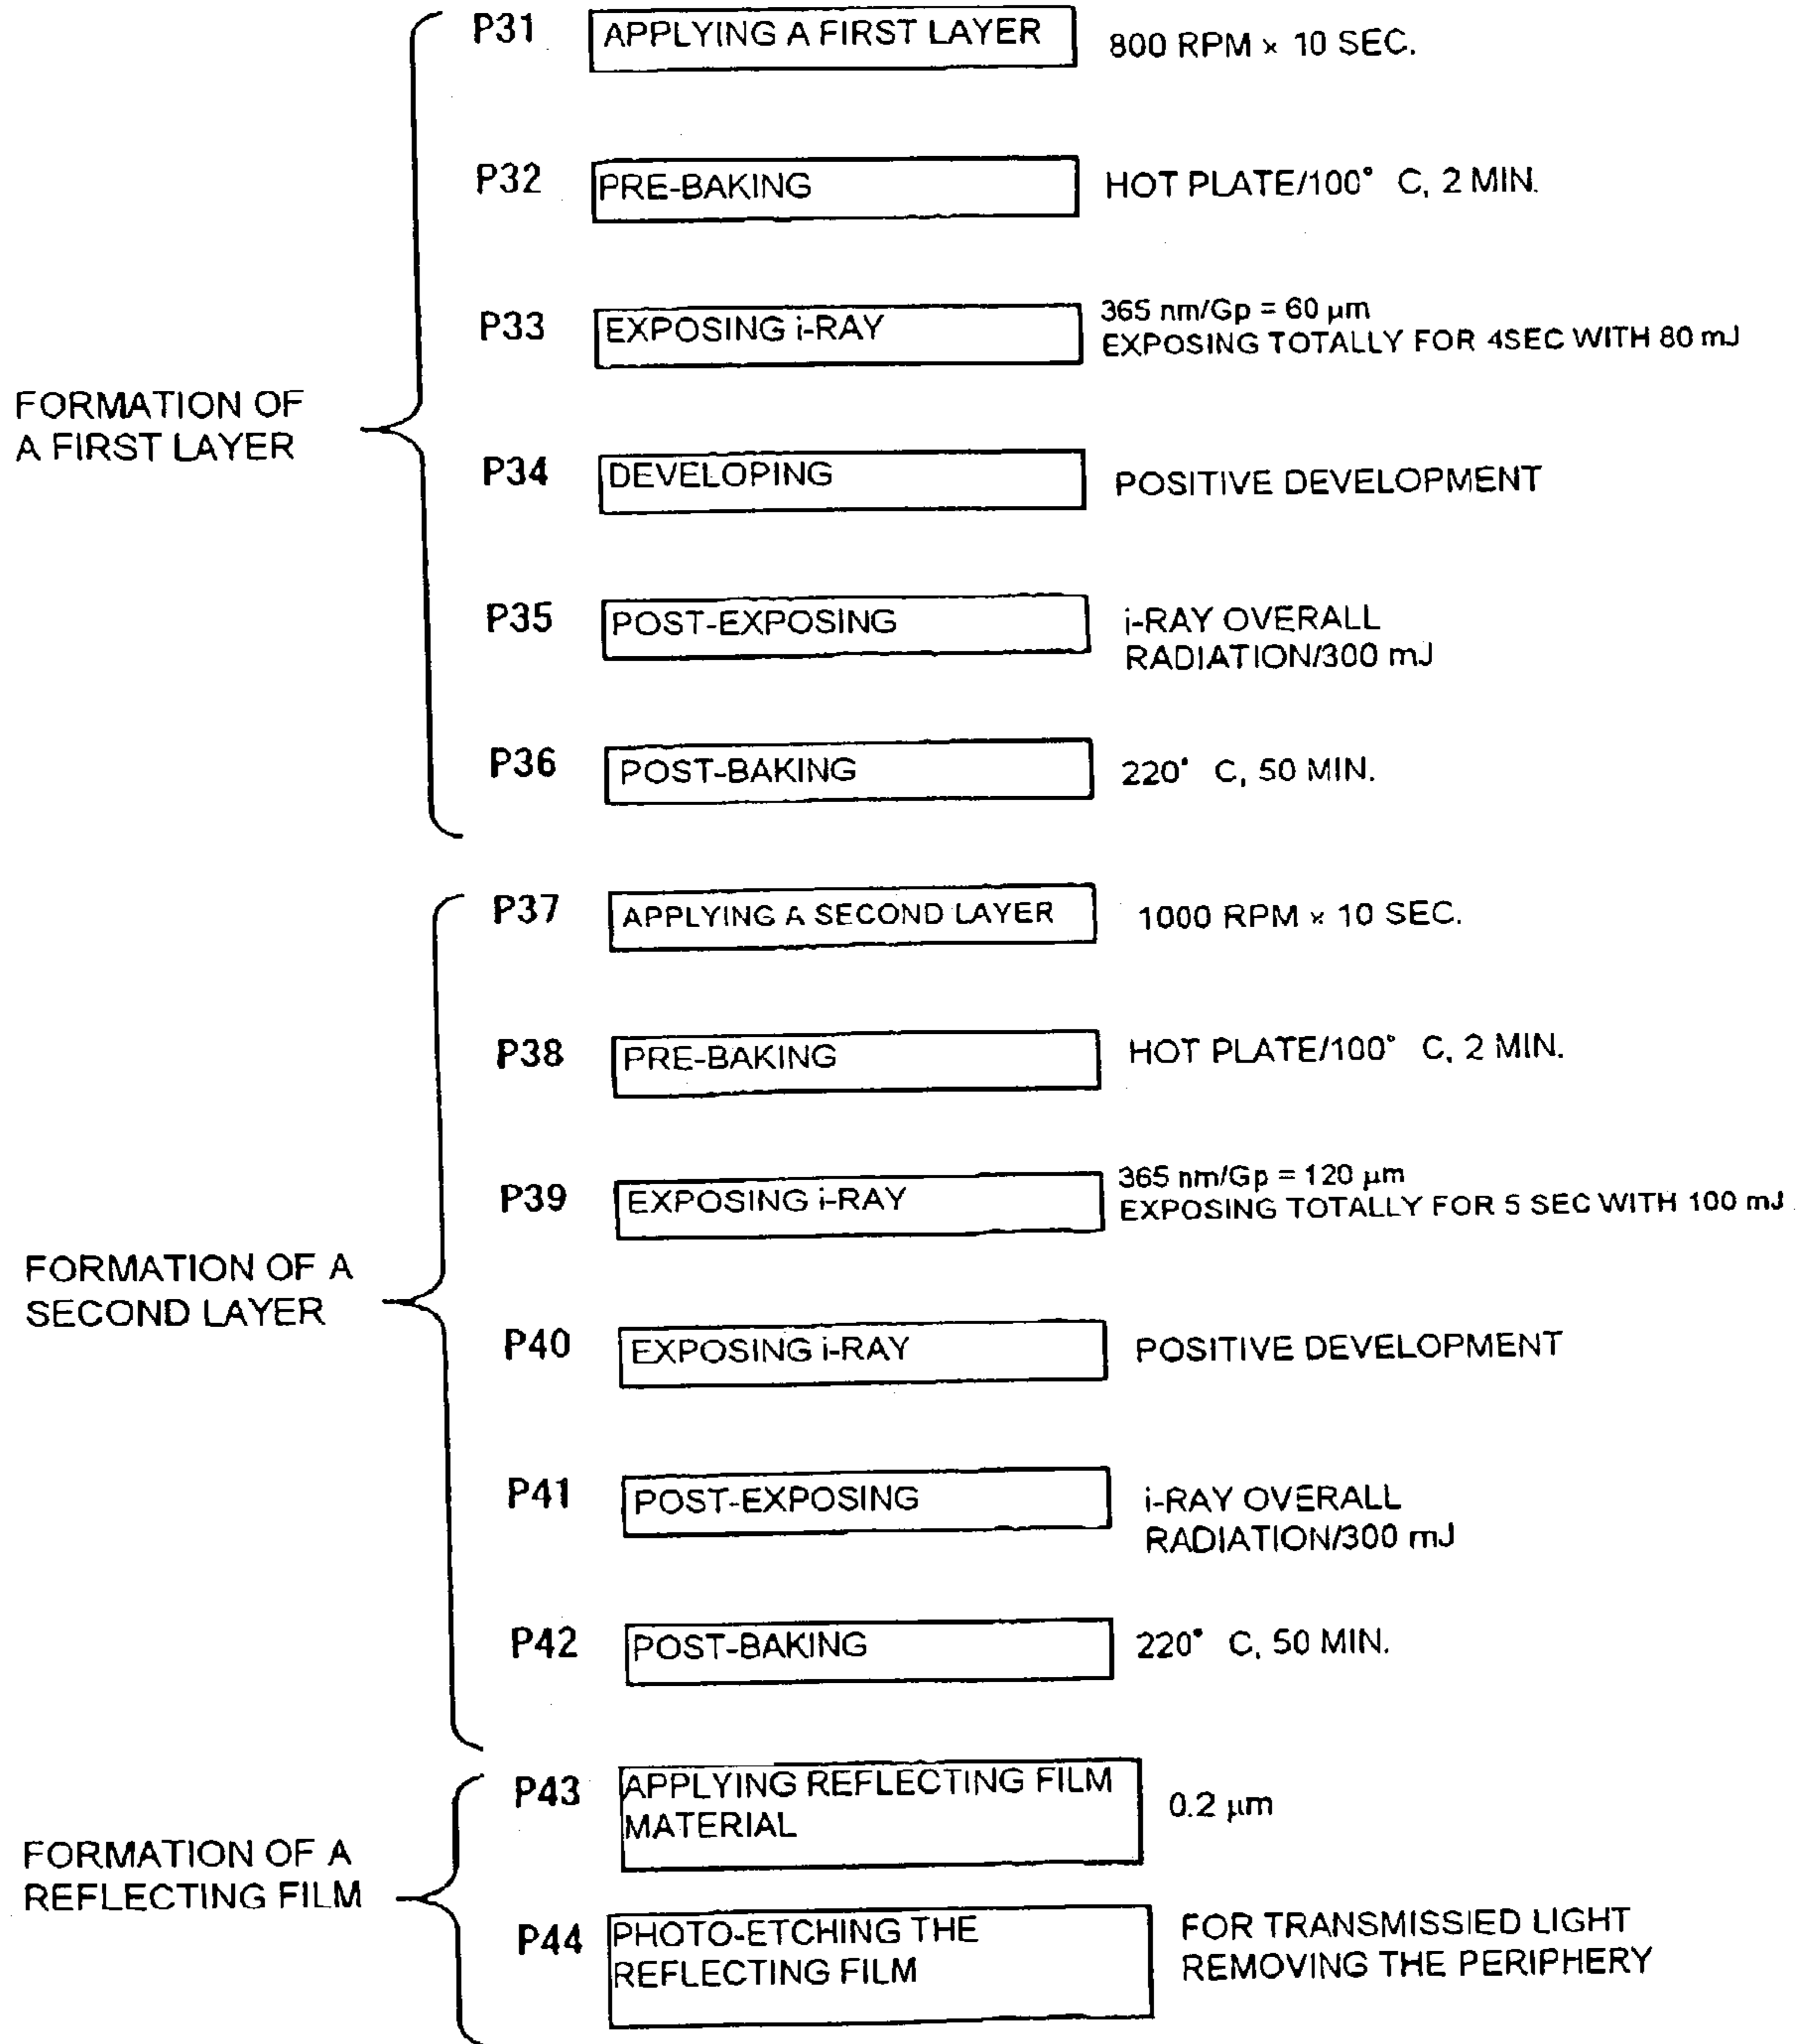 P31 APPLYING A FIRST LAYER 800 RPM × 10 SEC.
P32 PRE-BAKING HOT PLATE/100° C, 2 MIN.
P33 EXPOSING i-RAY 365 nm/Gp = 60 µm
EXPOSING TOTALLY FOR 4SEC WITH 80 mJ
FORMATION OF
A FIRST LAYER
P34 DEVELOPING POSITIVE DEVELOPMENT
P35 POST-EXPOSING i-RAY OVERALL
RADIATION/300 mJ
P36 POST-BAKING 220° C, 50 MIN.
P37 APPLYING A SECOND LAYER 1000 RPM × 10 SEC.
P38 PRE-BAKING HOT PLATE/100° C, 2 MIN.
P39 EXPOSING i-RAY 365 nm/Gp = 120 µm
EXPOSING TOTALLY FOR 5 SEC WITH 100 mJ
FORMATION OF A
SECOND LAYER
P40 EXPOSING i-RAY POSITIVE DEVELOPMENT
P41 POST-EXPOSING i-RAY OVERALL
RADIATION/300 mJ
P42 POST-BAKING 220° C, 50 MIN.
P43 APPLYING REFLECTING FILM
MATERIAL 0.2 µm
FORMATION OF A
REFLECTING FILM
P44 PHOTO-ETCHING THE
REFLECTING FILM
FOR TRANSMISSIED LIGHT
REMOVING THE PERIPHERY